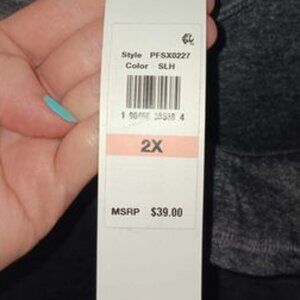 Style PFSX0227
Color SLH
2X
MSRP $39.00